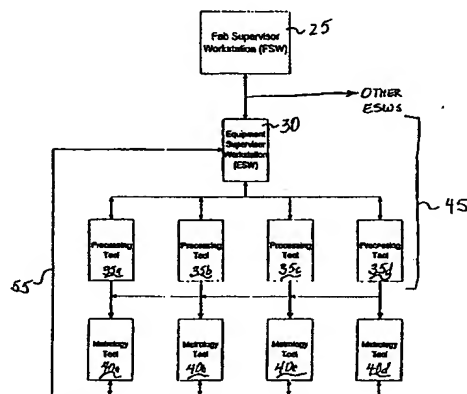 Fab Supervisor
Workstation (FSW)
25
OTHER
ESWs
30
Equipment
Supervisor
Workstation
(ESW)
45
Processing
Tool
35a
Processing
Tool
35b
Processing
Tool
35c
Processing
Tool
35d
55
Metrology
Tool
40a
Metrology
Tool
40b
Metrology
Tool
40c
Metrology
Tool
40d